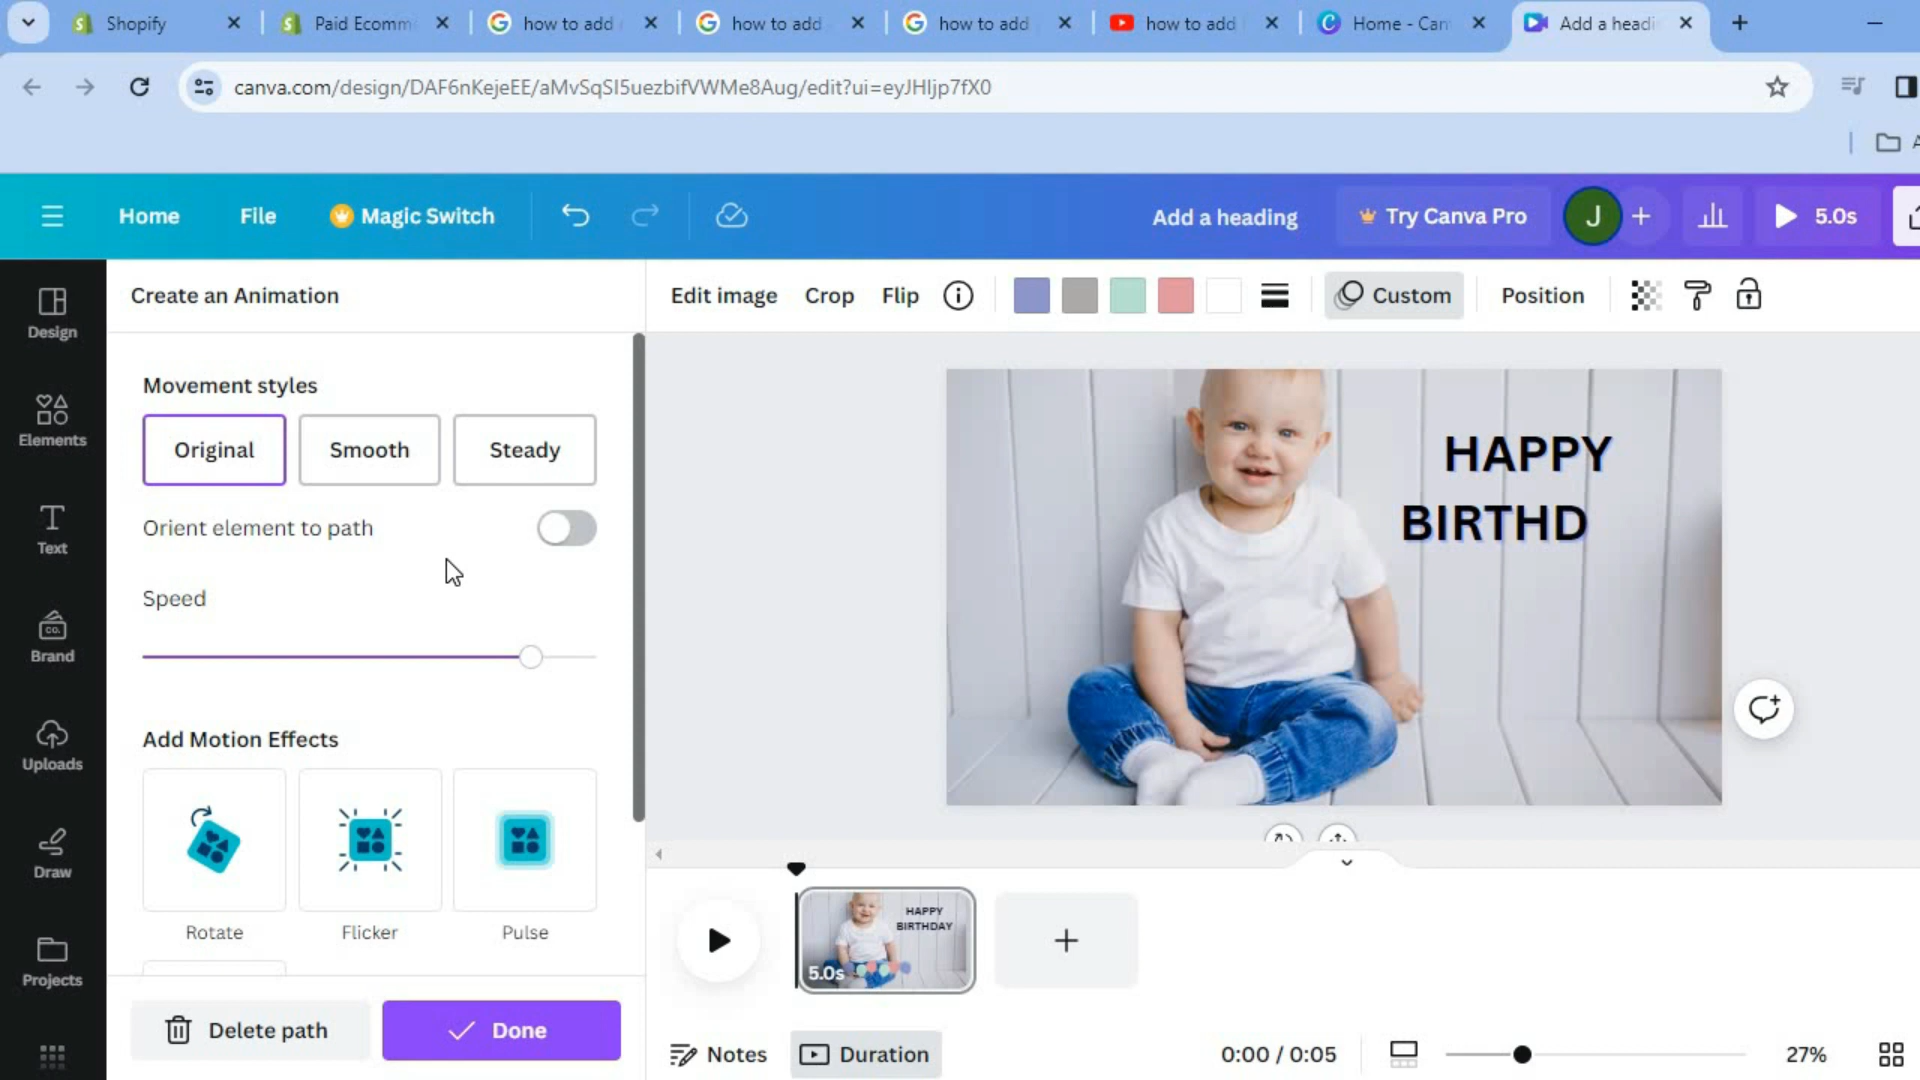 Shopify
Paid Ecomm
how to add
how to add
how to add
how to add
Home - Can
Add a headi
canva.com/design/DAF6nKejeEE/aMvSqSI5uezbifVWMe8Aug/edit?ui=eyJHIjp7fX0
Home
File
Magic Switch
Add a heading
Try Canva Pro
J
5.0s
Design
Elements
Text
CO.
Brand
Uploads
Draw
Projects
Create an Animation
Movement styles
Original
Smooth
Steady
Orient element to path
Speed
Add Motion Effects
Rotate
Flicker
Pulse
Delete path
Done
Edit image
Crop
Flip
Custom
Position
HAPPY
BIRTHD
HAPPY
BIRTHDAY
5.0s
Notes
Duration
0:00 / 0:05
27%